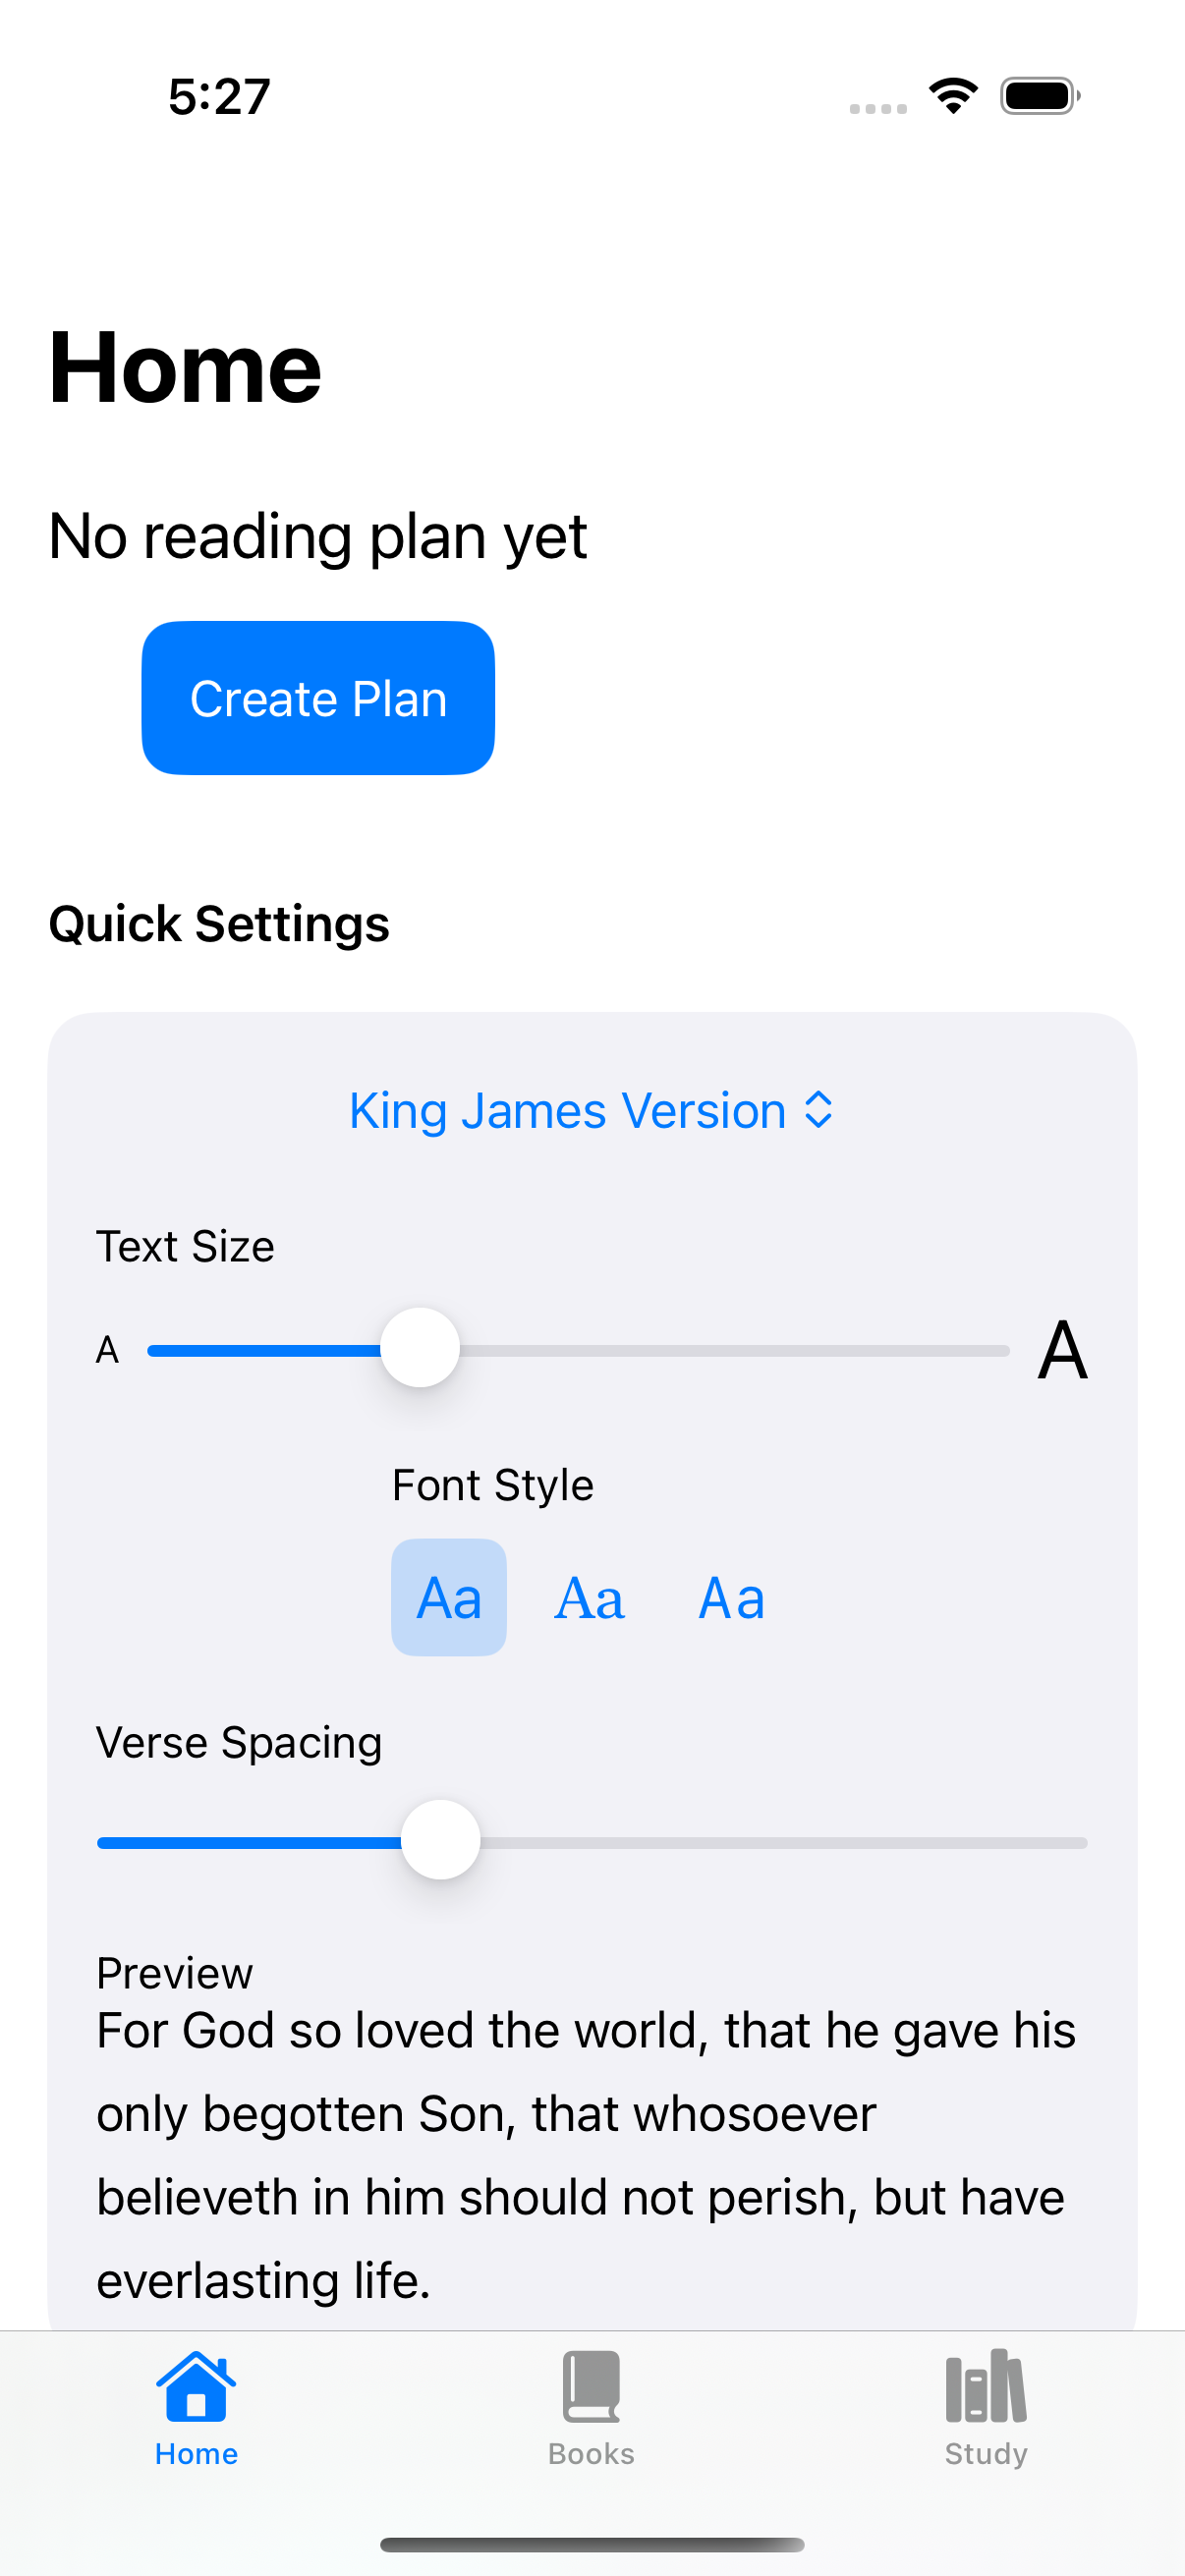 5:27
Home
No reading plan yet
Create Plan
Quick Settings
King James Version
Text Size
A A
Font Style
Aa Aa Aa
Verse Spacing
Preview
For God so loved the world, that he gave his
only begotten Son, that whosoever
believeth in him should not perish, but have
everlasting life.
Home Books Study